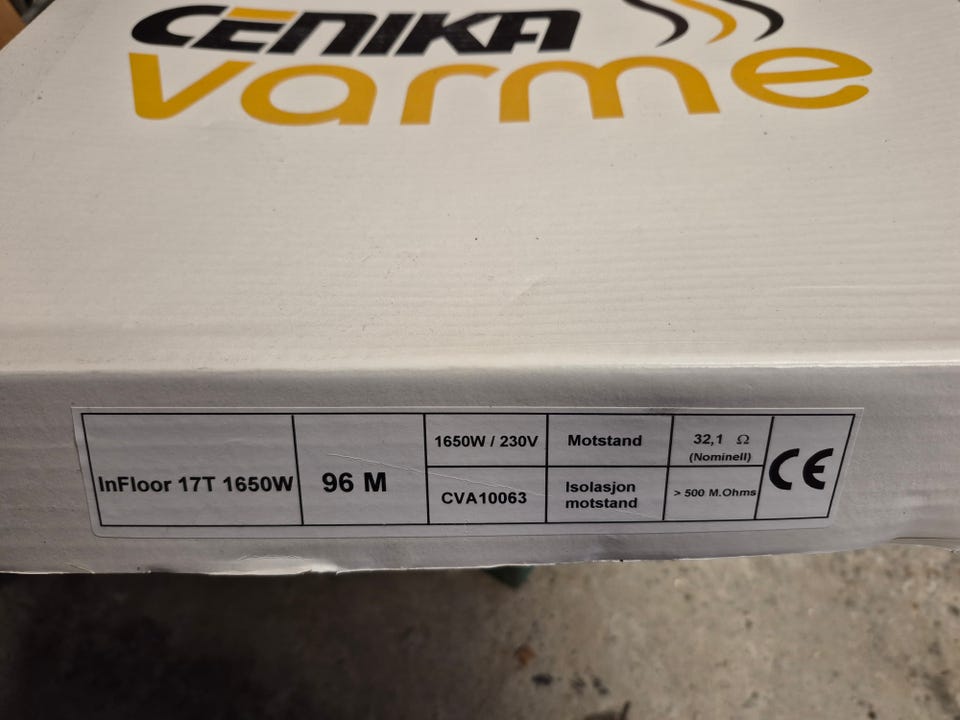 CENIKA
varme
InFloor 17T 1650W
96 M
1650W / 230V
CVA10063
Motstand
Isolasjon
motstand
32,1 Ω
(Nominell)
> 500 M.Ohms
CE